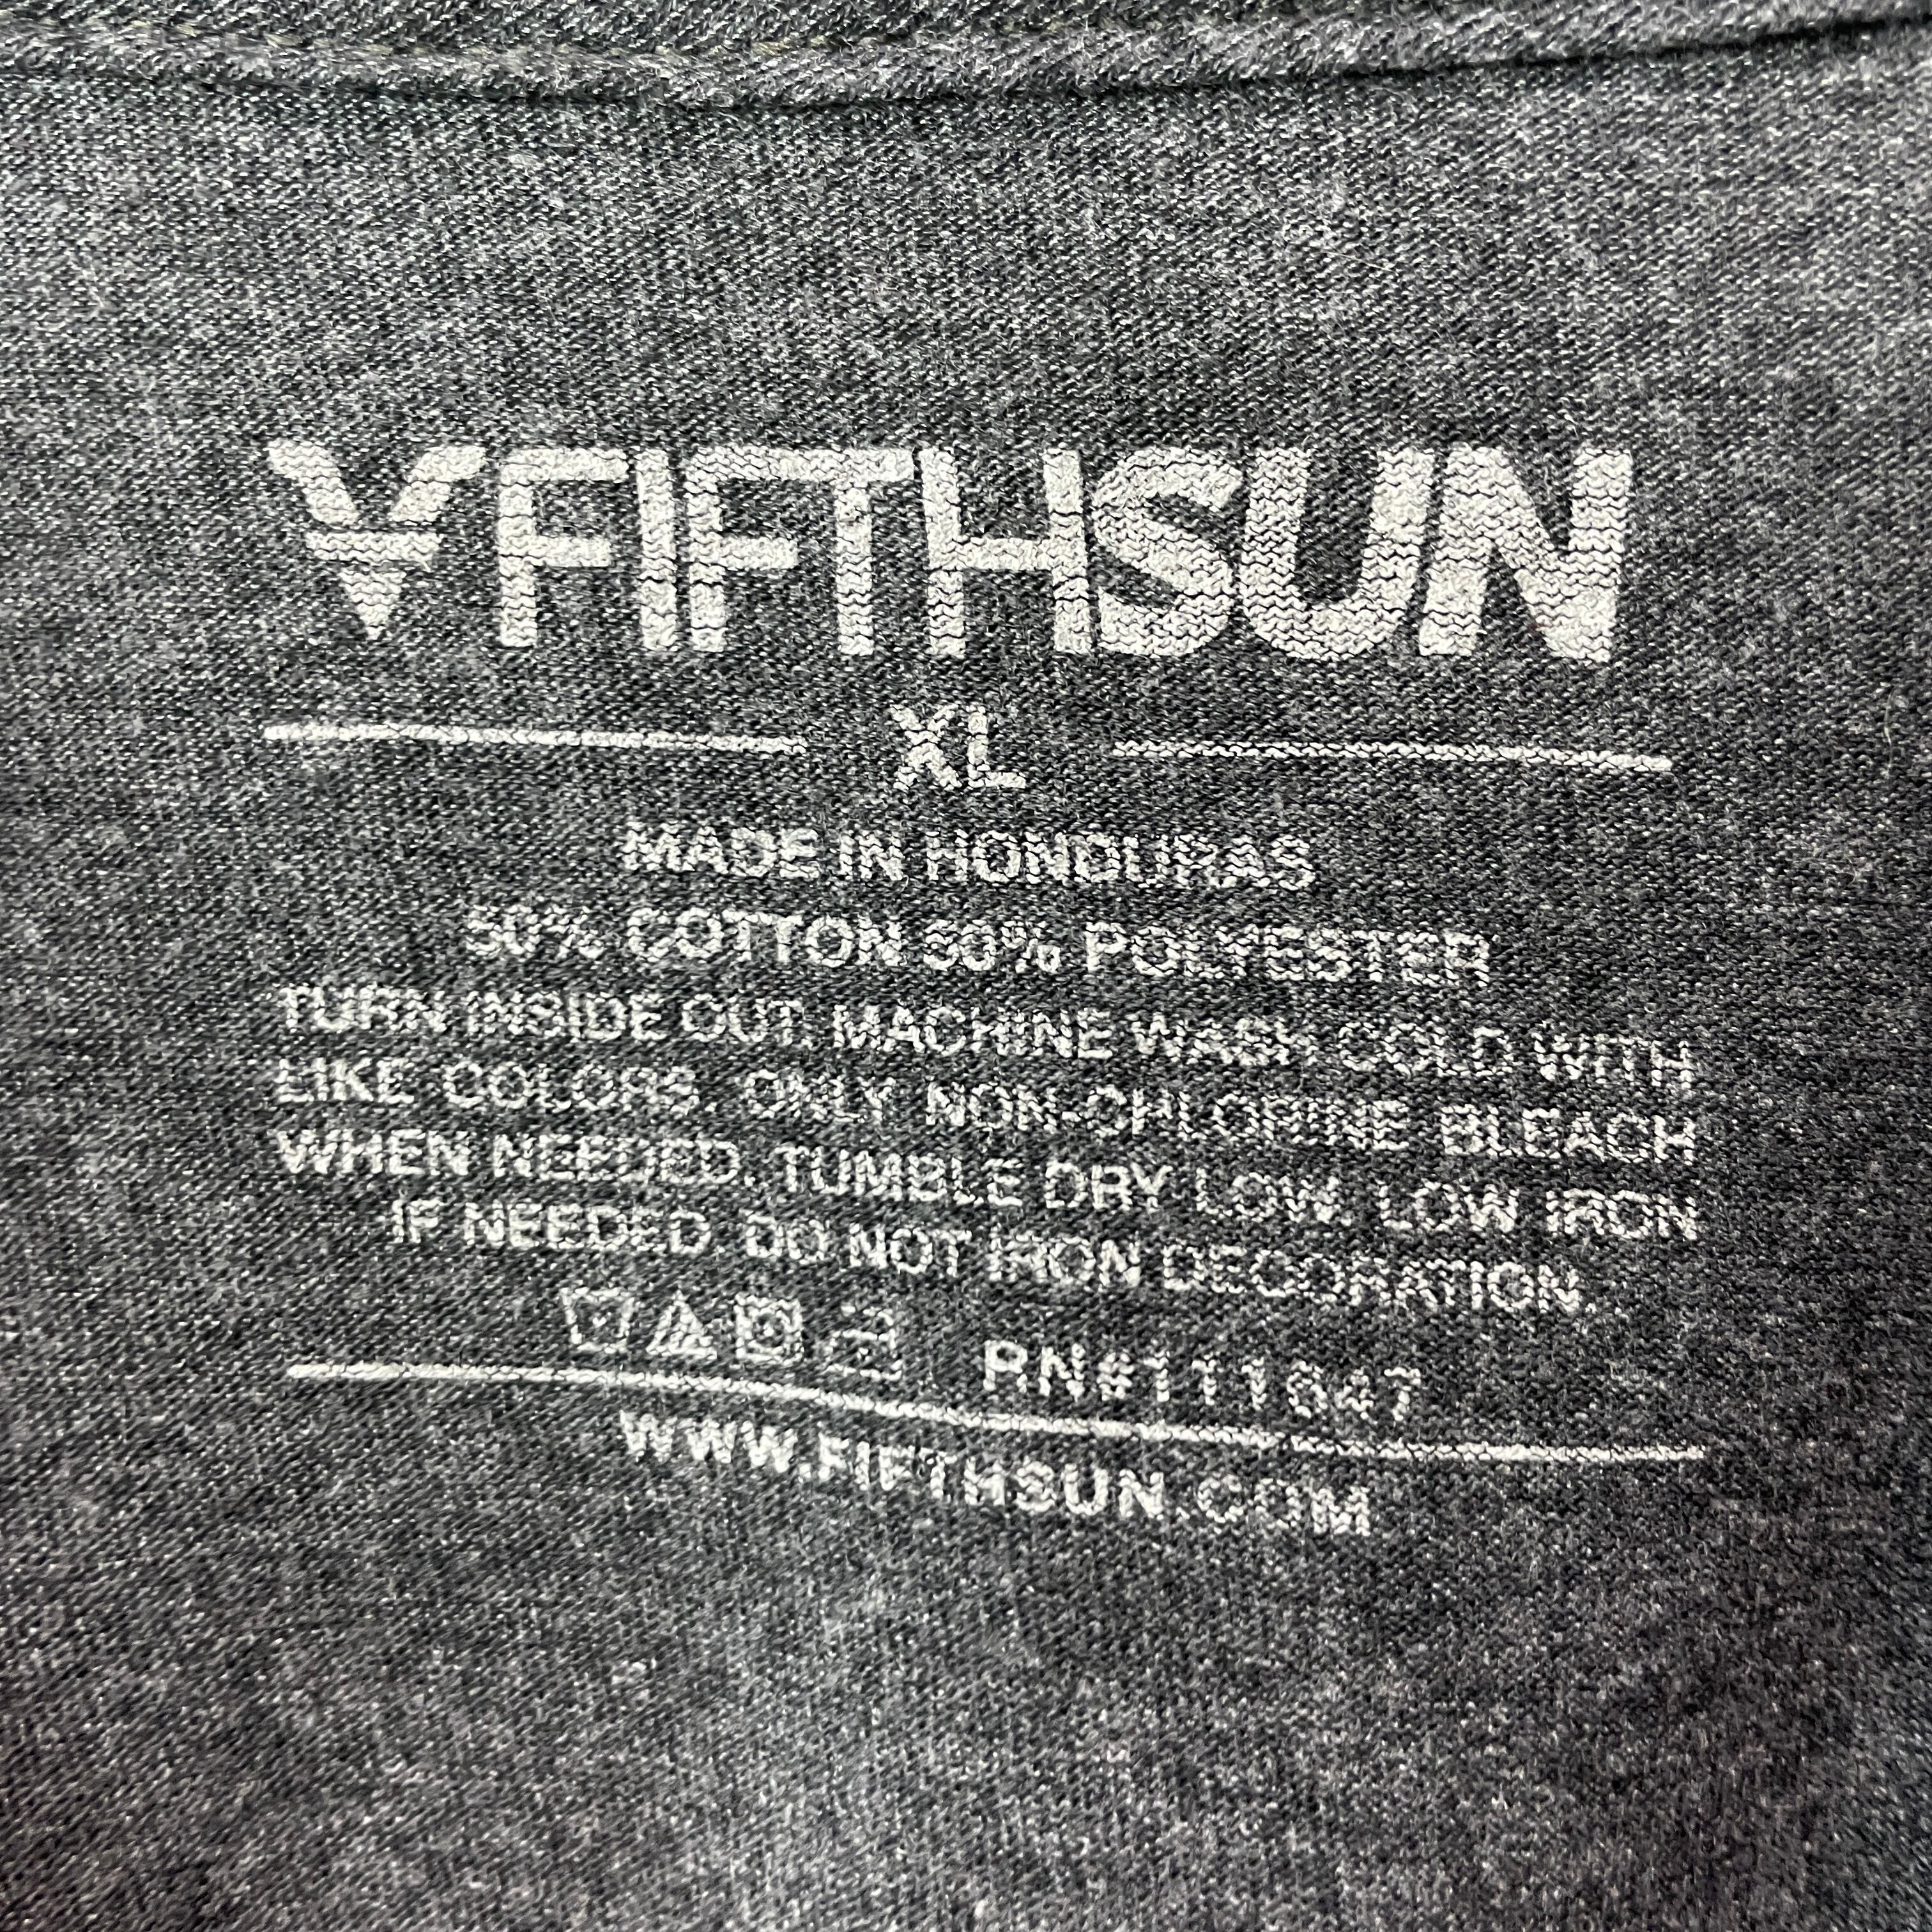 FIFTHSUN
XL
MADE IN HONDURAS
50% COTTON 50% POLYESTER
TURN INSIDE OUT. MACHINE WASH COLD WITH
LIKE COLORS. ONLY NON-CHLORINE BLEACH
WHEN NEEDED. TUMBLE DRY LOW. LOW IRON
IF NEEDED. DO NOT IRON DECORATION.
RN#111647
WWW.FIFTHSUN.COM